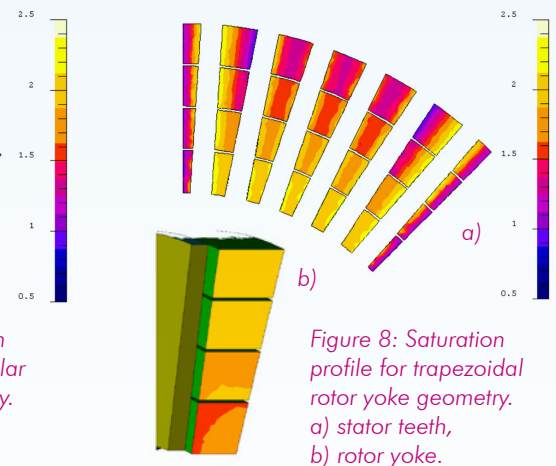 2.5
2
1.5
1
0.5
2.5
2
1.5
1
0.5
a)
b)
Figure 8: Saturation
profile for trapezoidal
rotor yoke geometry.
a) stator teeth,
b) rotor yoke.